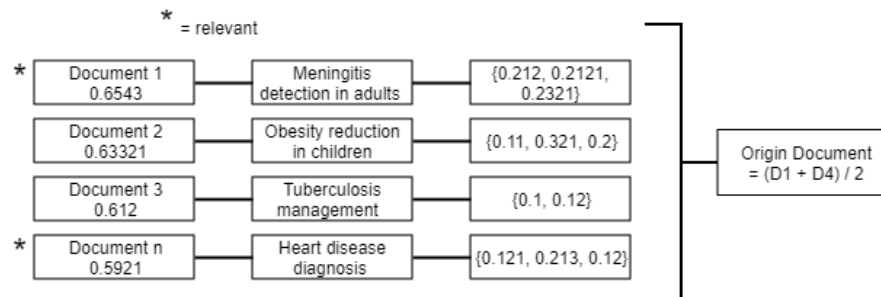 * = relevant
* Document 1
0.6543
Meningitis
detection in adults
{0.212, 0.2121,
0.2321}
Document 2
0.63321
Obesity reduction
in children
{0.11, 0.321, 0.2}
Document 3
0.612
Tuberculosis
management
{0.1, 0.12}
* Document n
0.5921
Heart disease
diagnosis
{0.121, 0.213, 0.12}
Origin Document
= (D1 + D4) / 2